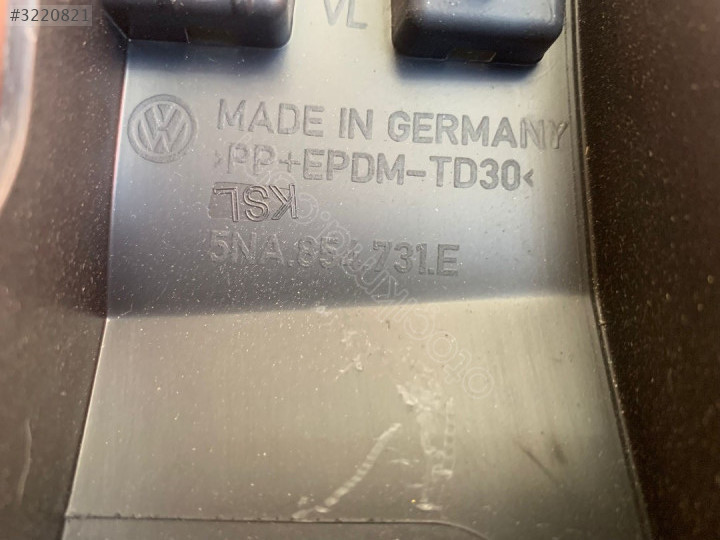 #3220821
VL
MADE IN GERMANY
>PP+EPDM-TD30<
KSL
5NA.854.731.E